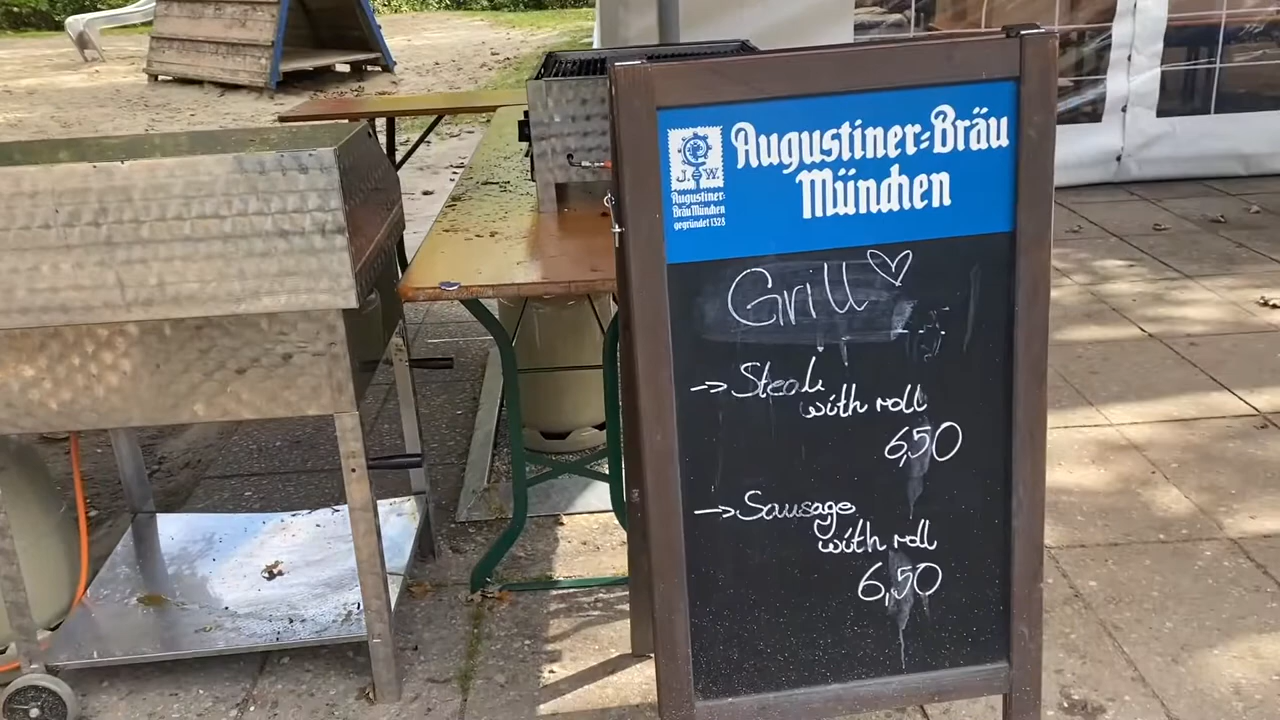 Augustiner-Bräu
München
J. W.
Augustiner-
Bräu München
gegründet 1328
Grill
→ Steak
with roll
6,50
→ Sausage
with roll
6,50